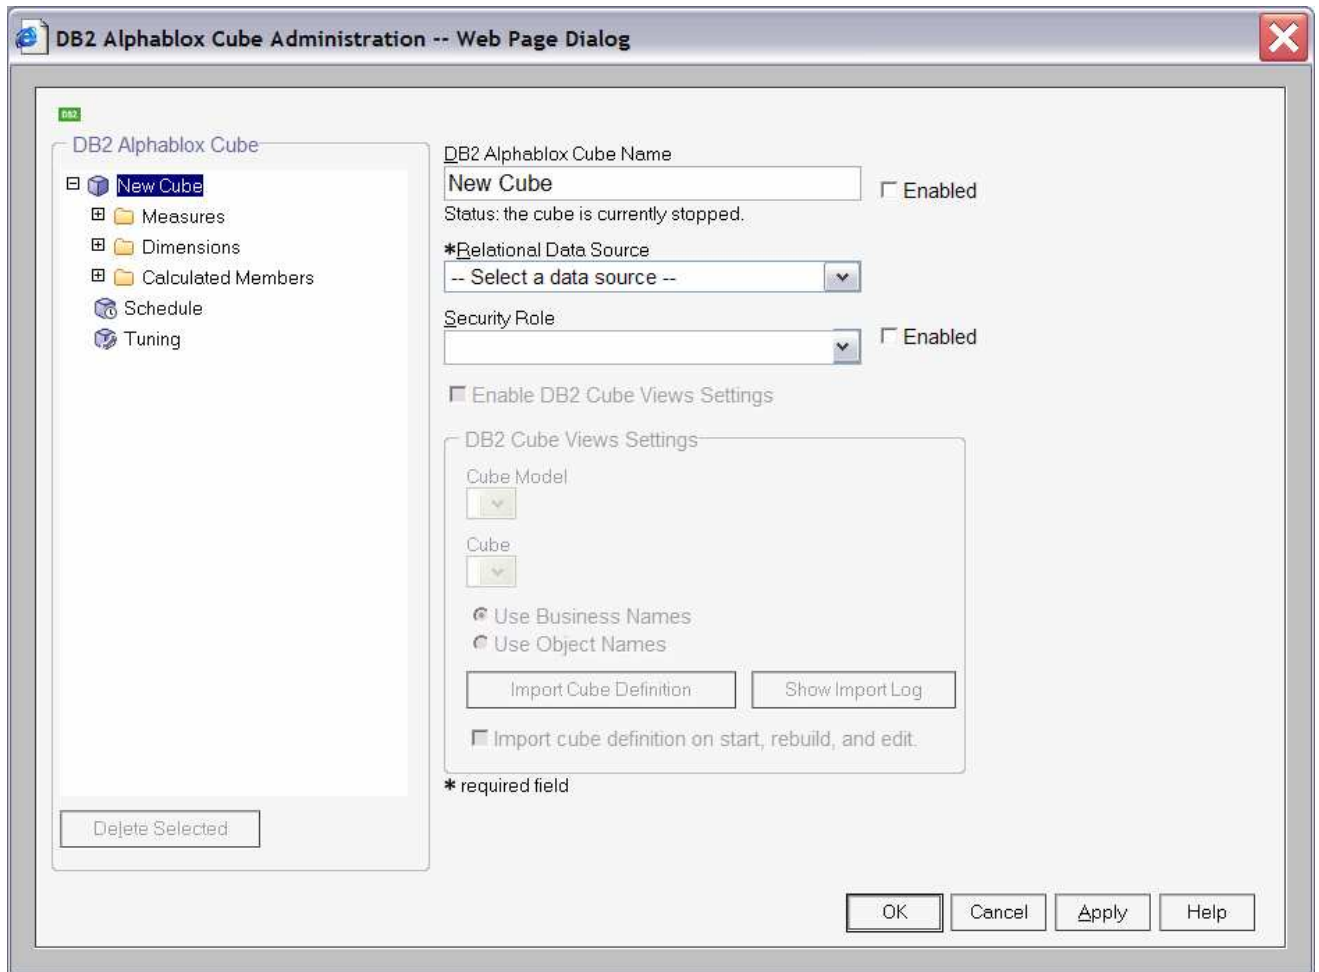 DB2 Alphablox Cube Administration -- Web Page Dialog
DB2
DB2 Alphablox Cube
New Cube
Measures
Dimensions
Calculated Members
Schedule
Tuning
Delete Selected
DB2 Alphablox Cube Name
New Cube
Enabled
Status: the cube is currently stopped.
*Relational Data Source
-- Select a data source --
Security Role
Enabled
Enable DB2 Cube Views Settings
DB2 Cube Views Settings
Cube Model
Cube
Use Business Names
Use Object Names
Import Cube Definition
Show Import Log
Import cube definition on start, rebuild, and edit.
* required field
OK
Cancel
Apply
Help